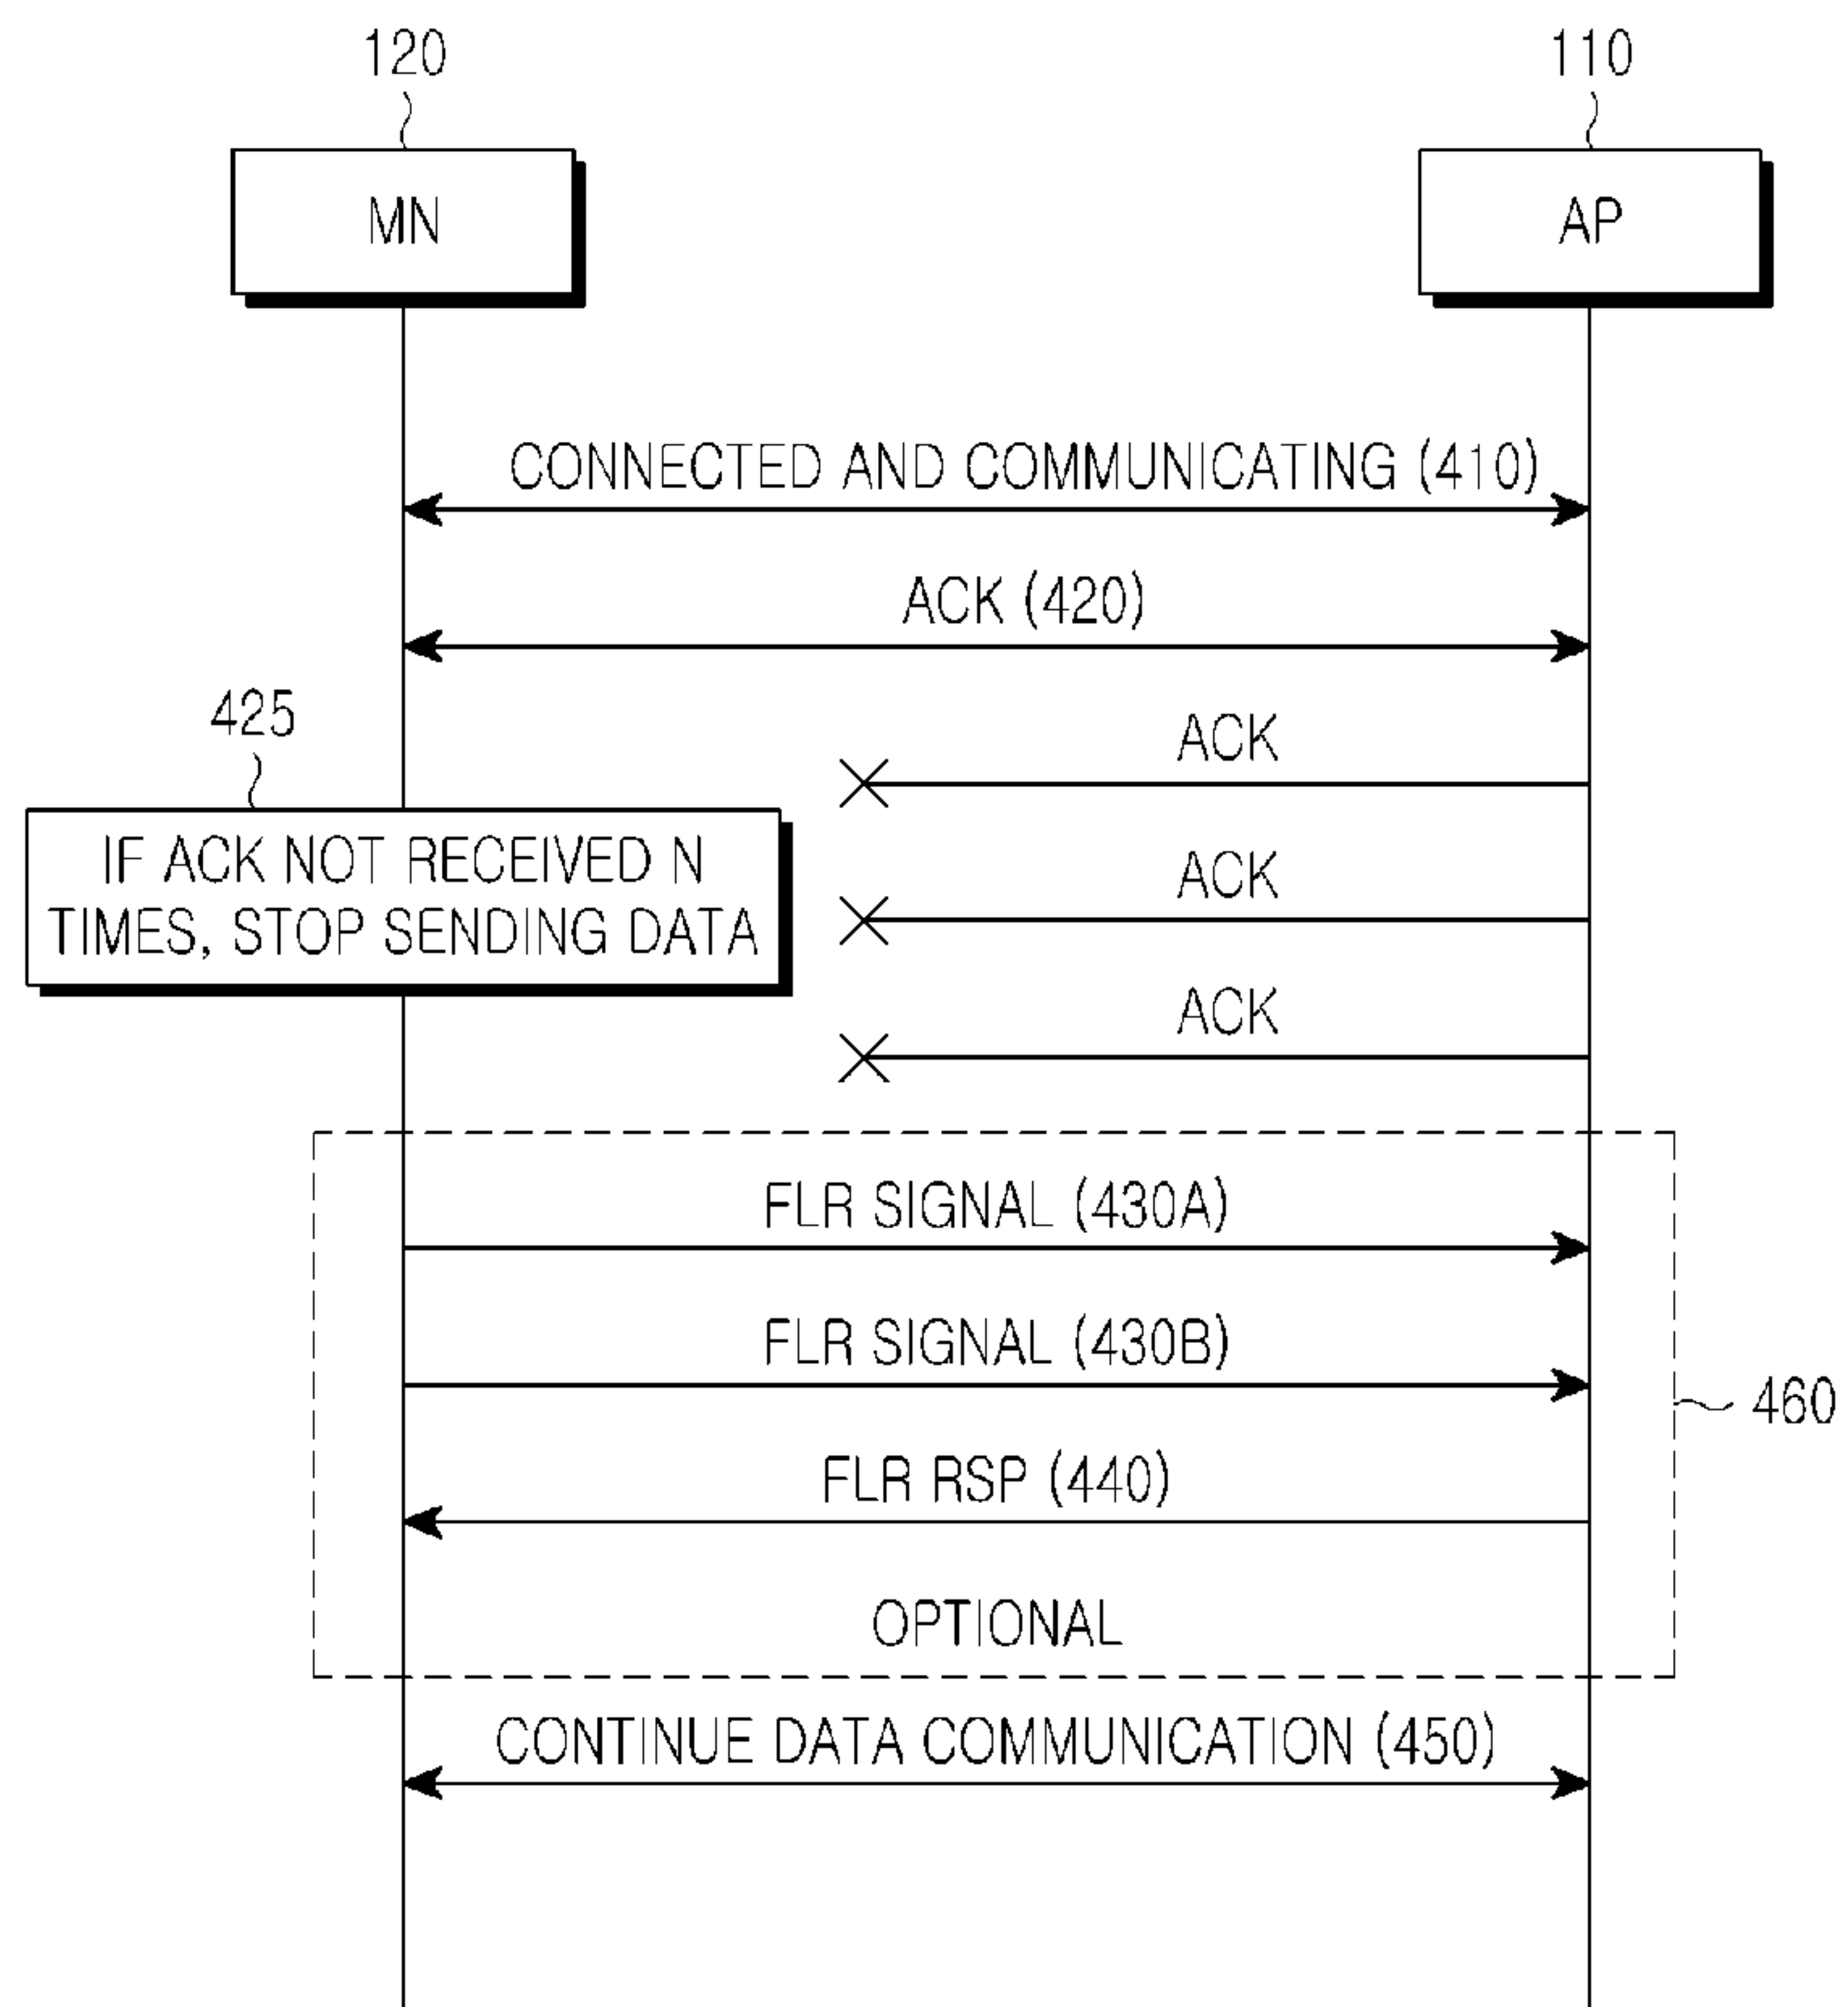 120
110
MN
AP
CONNECTED AND COMMUNICATING (410)
ACK (420)
425
ACK
IF ACK NOT RECEIVED N
TIMES, STOP SENDING DATA
ACK
ACK
FLR SIGNAL (430A)
FLR SIGNAL (430B)
460
FLR RSP (440)
OPTIONAL
CONTINUE DATA COMMUNICATION (450)